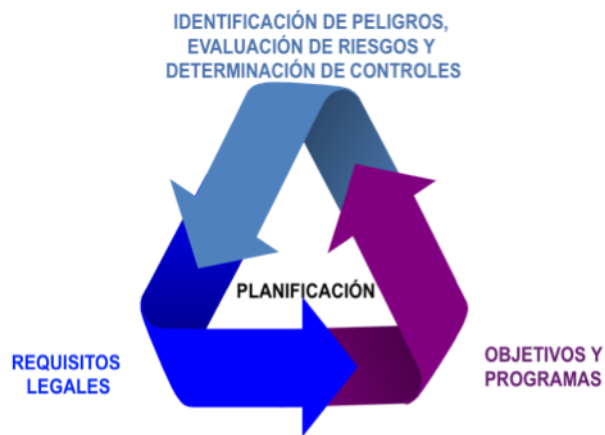 IDENTIFICACIÓN DE PELIGROS,
EVALUACIÓN DE RIESGOS Y
DETERMINACIÓN DE CONTROLES
PLANIFICACIÓN
REQUISITOS
LEGALES
OBJETIVOS Y
PROGRAMAS